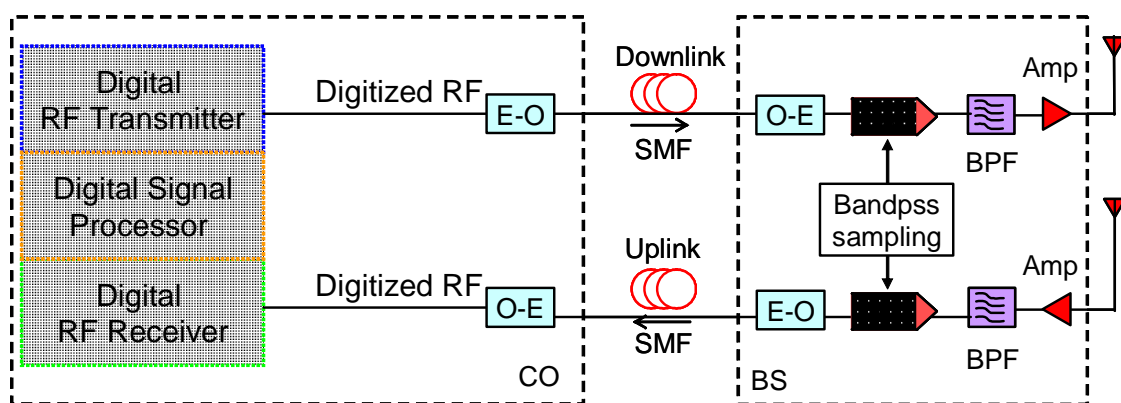 Digital
RF Transmitter
Digital Signal
Processor
Digital
RF Receiver
Digitized RF
E-O
Downlink
SMF
O-E
BPF
Amp
Bandpss
sampling
Digitized RF
O-E
Uplink
SMF
E-O
BPF
Amp
CO
BS